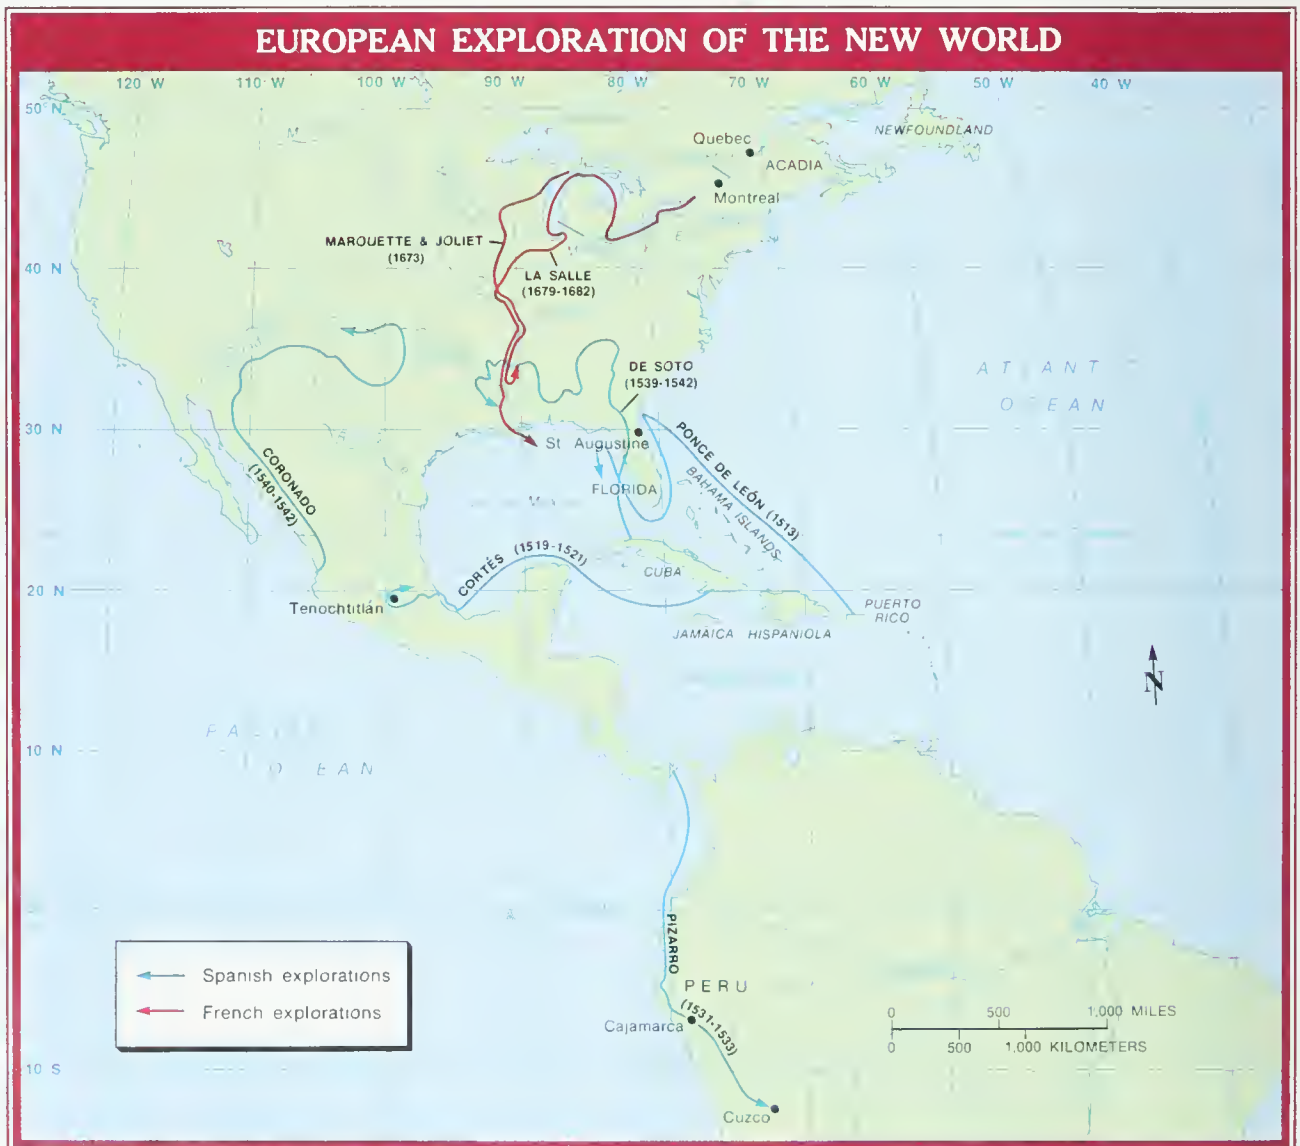 EUROPEAN EXPLORATION OF THE NEW WORLD
120 W 110 W 100 W 90 W 80 W 70 W 60 W 50 W 40 W
50° N
NEWFOUNDLAND
Quebec
ACADIA
Montreal
MARQUETTE & JOLIET
(1673)
40 N
LA SALLE
(1679-1682)
DE SOTO
(1539-1542)
30 N
St Augustine
PONCE DE LEÓN (1513)
BAHAMA ISLANDS
FLORIDA
CORONADO
(1540-1542)
CORTÉS (1519-1521)
CUBA
20 N
Tenochtitlán
PUERTO
RICO
JAMAICA HISPANIOLA
N
10 N
PIZARRO
(1531-1533)
PERU
Cajamarca
Cuzco
Spanish explorations
French explorations
0 500 1,000 MILES
0 500 1,000 KILOMETERS
10 S